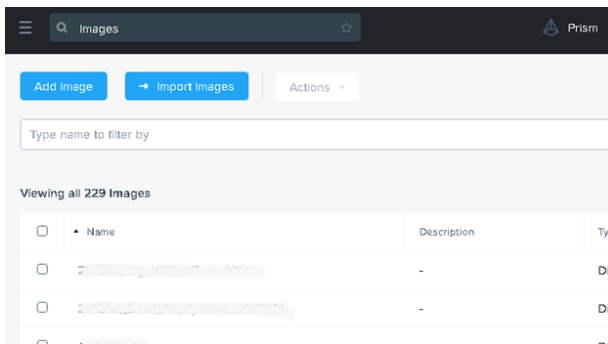 Images
Prism
Add Image
Import Images
Actions
Type name to filter by
Viewing all 229 Images
Name Description
-
-